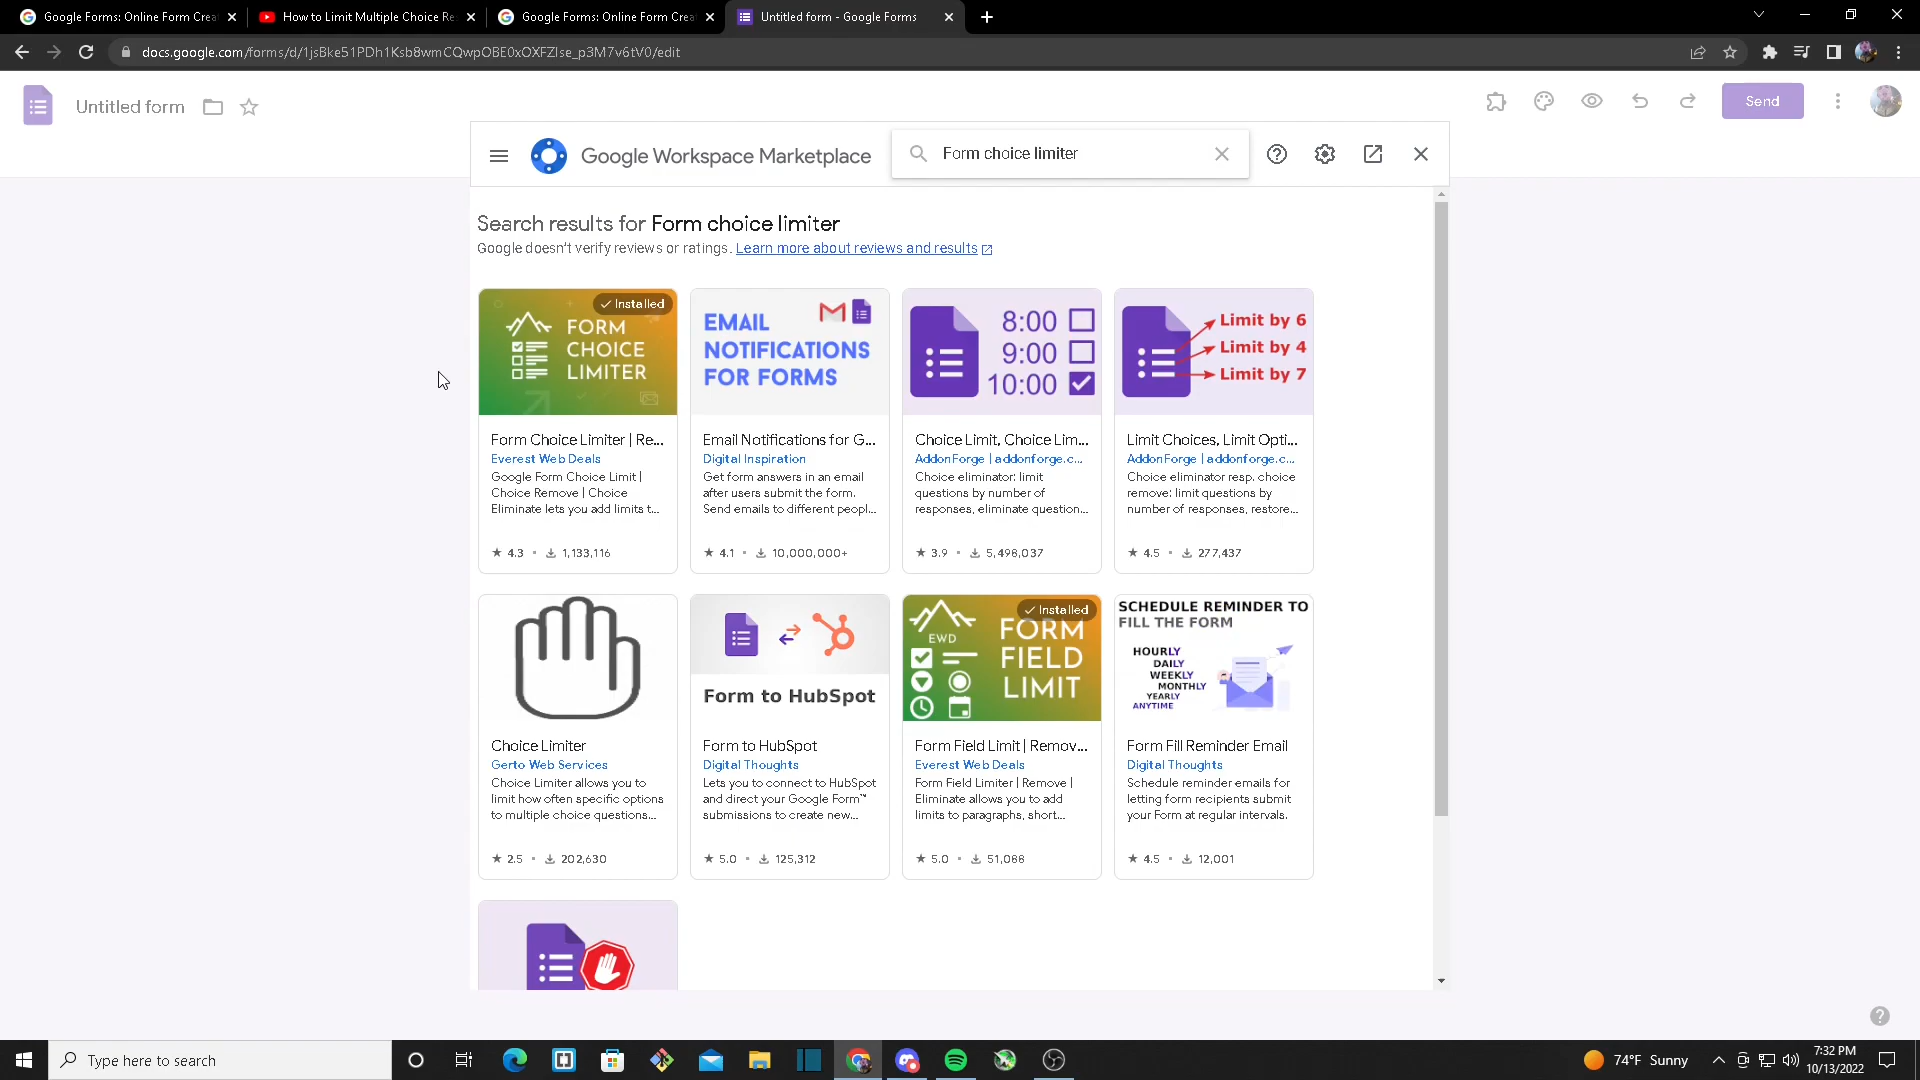 Google Forms: Online Form Crea
How to Limit Multiple Choice Re
Google Forms: Online Form Crea
Untitled form - Google Forms
docs.google.com/forms/d/1jsBke51PDh1Ksb8wmCQwpOBE0xOXFZIse_p3M7v6tV0/edit
Untitled form
Send
Google Workspace Marketplace
Form choice limiter
Search results for Form choice limiter
Google doesn't verify reviews or ratings. Learn more about reviews and results
Installed
FORM
CHOICE
LIMITER
Form Choice Limiter | Re...
Everest Web Deals
Google Form Choice Limit |
Choice Remove | Choice
Eliminate lets you add limits t...
4.3 • 1,133,116
EMAIL
NOTIFICATIONS
FOR FORMS
Email Notifications for G...
Digital Inspiration
Get form answers in an email
after users submit the form.
Send emails to different peopl...
4.1 • 10,000,000+
8:00
9:00
10:00
Choice Limit, Choice Lim...
AddonForge | addonforge.c...
Choice eliminator: limit
questions by number of
responses, eliminate question...
3.9 • 5,498,037
Limit by 6
Limit by 4
Limit by 7
Limit Choices, Limit Opti...
AddonForge | addonforge.c...
Choice eliminator resp. choice
remove: limit questions by
number of responses, restore...
4.5 • 277,437
Choice Limiter
Gerto Web Services
Choice Limiter allows you to
limit how often specific options
to multiple choice questions...
2.5 • 202,630
Form to HubSpot
Form to HubSpot
Digital Thoughts
Lets you to connect to HubSpot
and direct your Google Form™
submissions to create new...
5.0 • 125,312
Installed
EWD
FORM
FIELD
LIMIT
Form Field Limit | Remov...
Everest Web Deals
Form Field Limiter | Remove |
Eliminate allows you to add
limits to paragraphs, short...
5.0 • 51,088
SCHEDULE REMINDER TO
FILL THE FORM
HOURLY
DAILY
WEEKLY
MONTHLY
YEARLY
ANYTIME
Form Fill Reminder Email
Digital Thoughts
Schedule reminder emails for
letting form recipients submit
your Form at regular intervals.
4.5 • 12,001
Type here to search
74°F Sunny
7:32 PM
10/13/2022